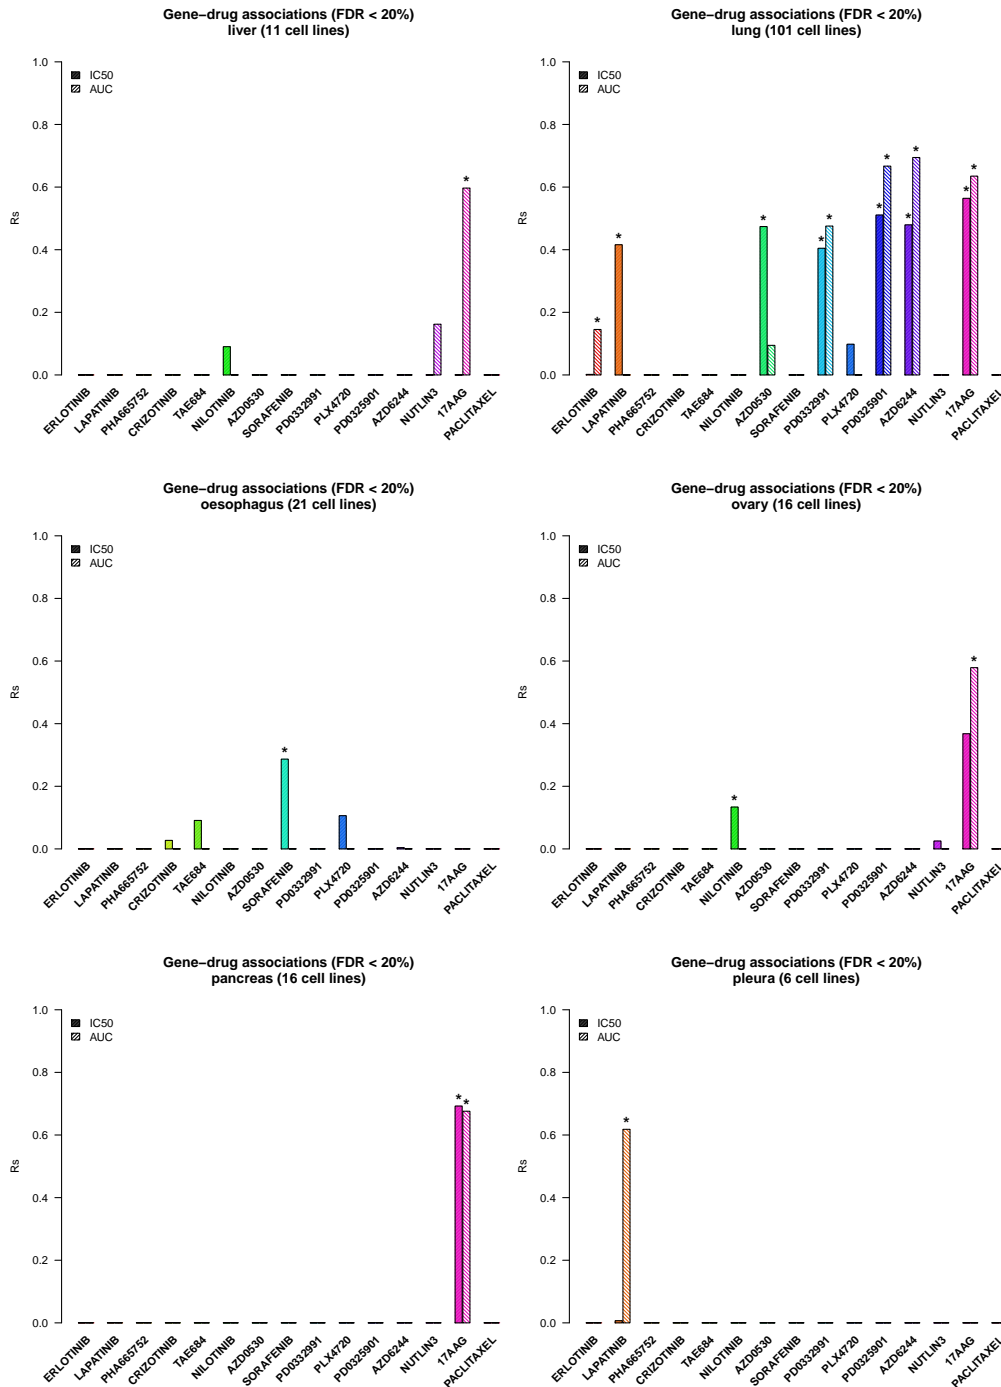 Gene−drug associations (FDR < 20%)
liver (11 cell lines)
IC50
AUC
1.0
0.8
0.6
0.4
0.2
0.0
Rs
*
ERLOTINIB
LAPATINIB
PHA665752
CRIZOTINIB
TAE684
NILOTINIB
AZD0530
SORAFENIB
PD0332991
PLX4720
PD0325901
AZD6244
NUTLIN3
17AAG
PACLITAXEL
Gene−drug associations (FDR < 20%)
lung (101 cell lines)
IC50
AUC
1.0
0.8
0.6
0.4
0.2
0.0
Rs
* * * * * * * * * * *
ERLOTINIB
LAPATINIB
PHA665752
CRIZOTINIB
TAE684
NILOTINIB
AZD0530
SORAFENIB
PD0332991
PLX4720
PD0325901
AZD6244
NUTLIN3
17AAG
PACLITAXEL
Gene−drug associations (FDR < 20%)
oesophagus (21 cell lines)
IC50
AUC
1.0
0.8
0.6
0.4
0.2
0.0
Rs
*
ERLOTINIB
LAPATINIB
PHA665752
CRIZOTINIB
TAE684
NILOTINIB
AZD0530
SORAFENIB
PD0332991
PLX4720
PD0325901
AZD6244
NUTLIN3
17AAG
PACLITAXEL
Gene−drug associations (FDR < 20%)
ovary (16 cell lines)
IC50
AUC
1.0
0.8
0.6
0.4
0.2
0.0
Rs
* *
ERLOTINIB
LAPATINIB
PHA665752
CRIZOTINIB
TAE684
NILOTINIB
AZD0530
SORAFENIB
PD0332991
PLX4720
PD0325901
AZD6244
NUTLIN3
17AAG
PACLITAXEL
Gene−drug associations (FDR < 20%)
pancreas (16 cell lines)
IC50
AUC
1.0
0.8
0.6
0.4
0.2
0.0
Rs
* *
ERLOTINIB
LAPATINIB
PHA665752
CRIZOTINIB
TAE684
NILOTINIB
AZD0530
SORAFENIB
PD0332991
PLX4720
PD0325901
AZD6244
NUTLIN3
17AAG
PACLITAXEL
Gene−drug associations (FDR < 20%)
pleura (6 cell lines)
IC50
AUC
1.0
0.8
0.6
0.4
0.2
0.0
Rs
*
ERLOTINIB
LAPATINIB
PHA665752
CRIZOTINIB
TAE684
NILOTINIB
AZD0530
SORAFENIB
PD0332991
PLX4720
PD0325901
AZD6244
NUTLIN3
17AAG
PACLITAXEL